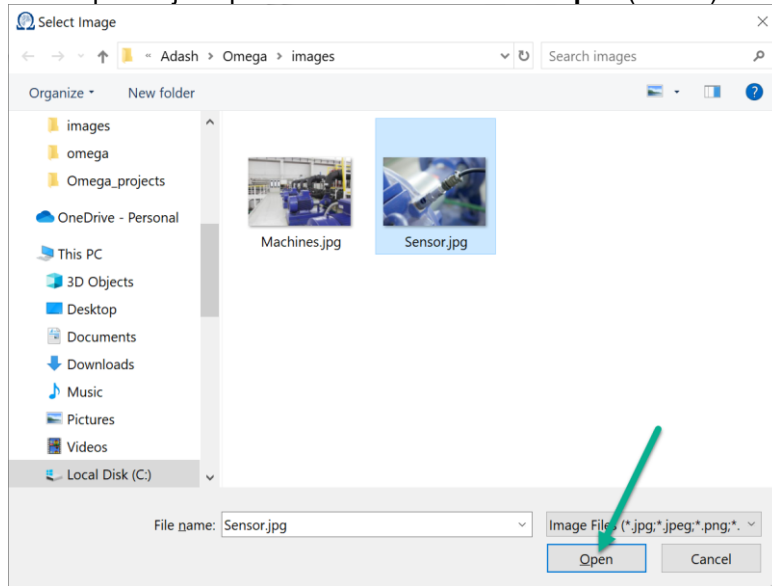 Select Image
« Adash > Omega > images
Search images
Organize
New folder
images
omega
Omega_projects
OneDrive - Personal
This PC
3D Objects
Desktop
Documents
Downloads
Music
Pictures
Videos
Local Disk (C:)
Machines.jpg
Sensor.jpg
File name: Sensor.jpg
Image Files (*.jpg;*.jpeg;*.png;*.
Open
Cancel